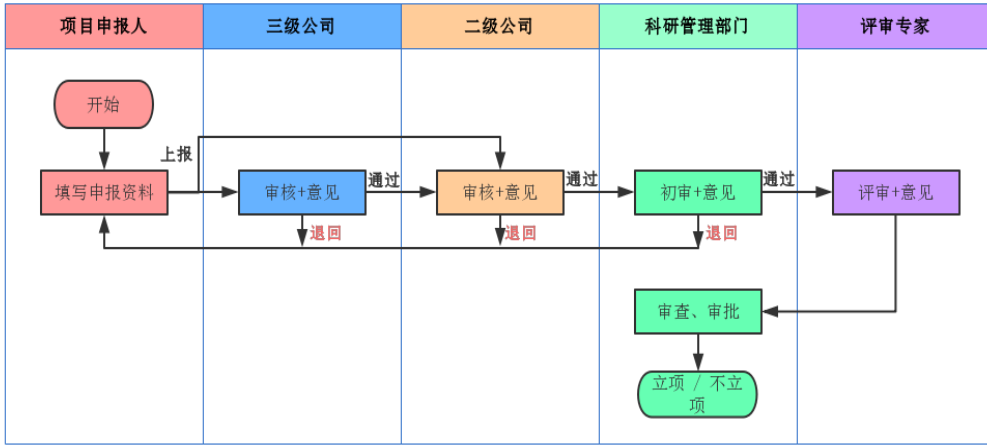 项目申报人
三级公司
二级公司
科研管理部门
评审专家
开始
上报
填写申报资料
审核+意见
通过
审核+意见
通过
初审+意见
通过
评审+意见
退回
退回
退回
审查、审批
立项 / 不立
项